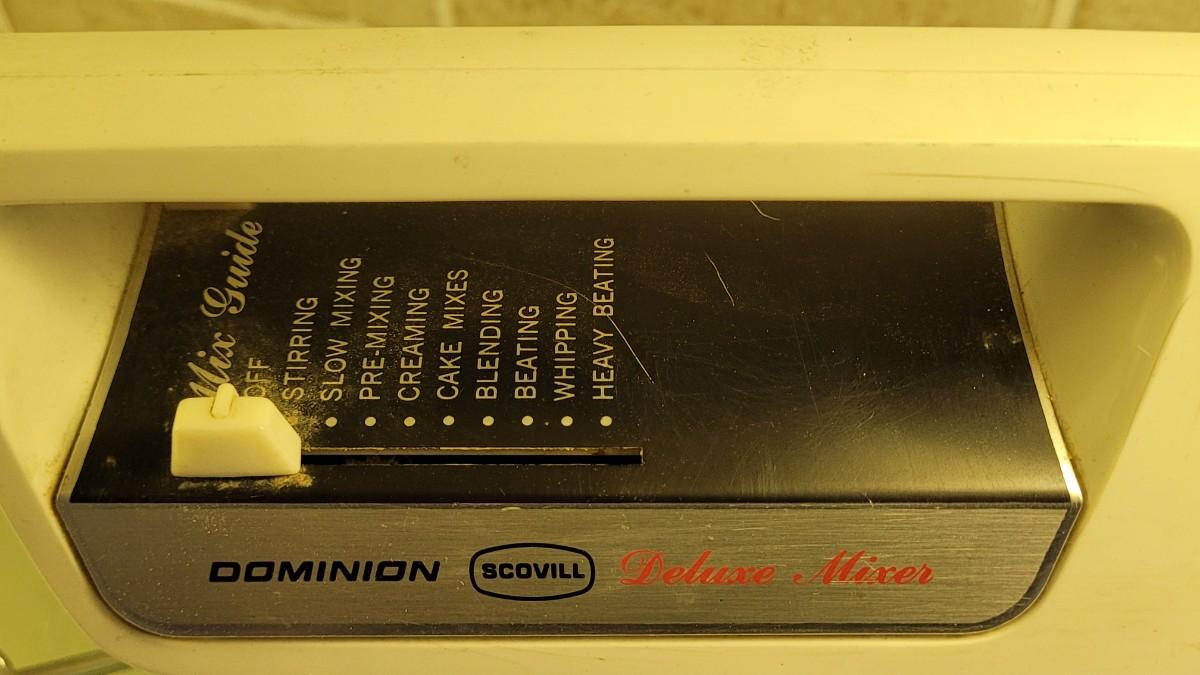 Mix Guide
OFF
• STIRRING
• SLOW MIXING
• PRE-MIXING
• CREAMING
• CAKE MIXES
• BLENDING
• BEATING
• WHIPPING
• HEAVY BEATING
DOMINION SCOVILL Deluxe Mixer